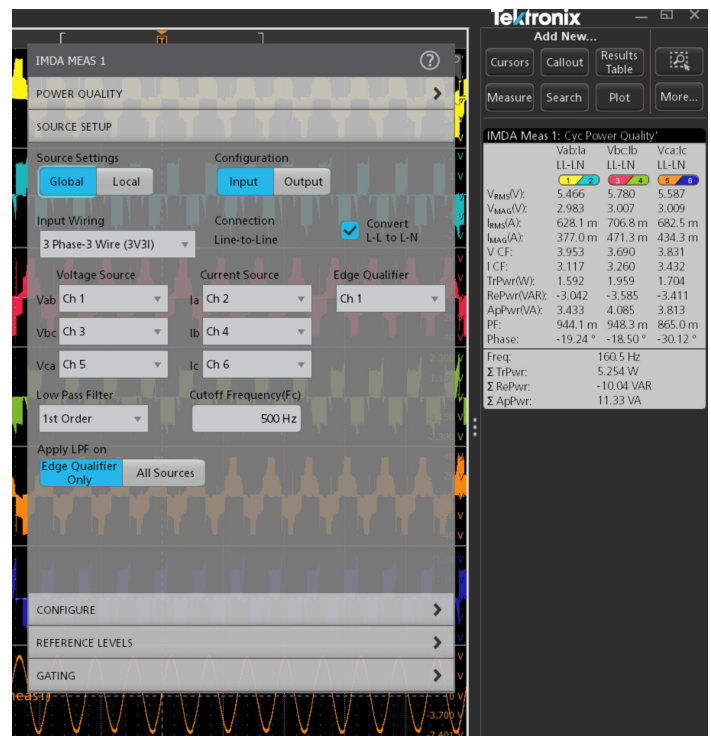 Tektronix
Add New...
Cursors
Callout
Results
Table
Measure
Search
Plot
More...
IMDA MEAS 1
?
POWER QUALITY
SOURCE SETUP
Source Settings
Configuration
Global
Local
Input
Output
Input Wiring
Connection
3 Phase-3 Wire (3V3I)
Line-to-Line
Convert
L-L to L-N
Voltage Source
Current Source
Edge Qualifier
Vab Ch 1
Ia Ch 2
Ch 1
Vbc Ch 3
Ib Ch 4
Vca Ch 5
Ic Ch 6
Low Pass Filter
Cutoff Frequency(Fc)
1st Order
500 Hz
Apply LPF on
Edge Qualifier
Only
All Sources
CONFIGURE
REFERENCE LEVELS
GATING
-3.700 V
-7.401 V
IMDA Meas 1: Cyc Power Quality'
Vab:Ia Vbc:Ib Vca:Ic
LL-LN LL-LN LL-LN
1 2 3 4 5 6
VRMS(V): 5.466 5.780 5.587
VMAG(V): 2.983 3.007 3.009
IRMS(A): 628.1 m 706.8 m 682.5 m
IMAG(A): 377.0 m 471.3 m 434.3 m
V CF: 3.953 3.690 3.831
I CF: 3.117 3.260 3.432
TrPwr(W): 1.592 1.959 1.704
RePwr(VAR): -3.042 -3.585 -3.411
ApPwr(VA): 3.433 4.085 3.813
PF: 944.1 m 948.3 m 865.0 m
Phase: -19.24 ° -18.50 ° -30.12 °
Freq: 160.5 Hz
Σ TrPwr: 5.254 W
Σ RePwr: -10.04 VAR
Σ ApPwr: 11.33 VA